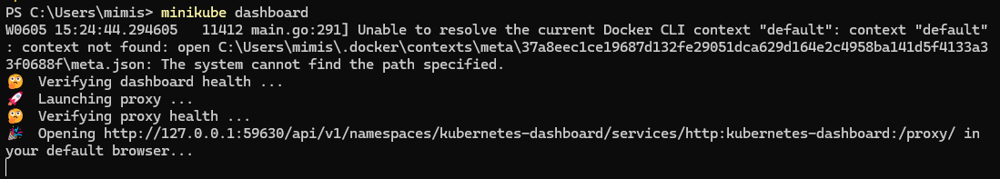 PS C:\Users\mimis> minikube dashboard
W0605 15:24:44.294605   11412 main.go:291] Unable to resolve the current Docker CLI context "default": context "default"
: context not found: open C:\Users\mimis\.docker\contexts\meta\37a8eec1ce19687d132fe29051dca629d164e2c4958ba141d5f4133a3
3f0688f\meta.json: The system cannot find the path specified.
🤔  Verifying dashboard health ...
🚀  Launching proxy ...
🤔  Verifying proxy health ...
🎉  Opening http://127.0.0.1:59630/api/v1/namespaces/kubernetes-dashboard/services/http:kubernetes-dashboard:/proxy/ in
your default browser...